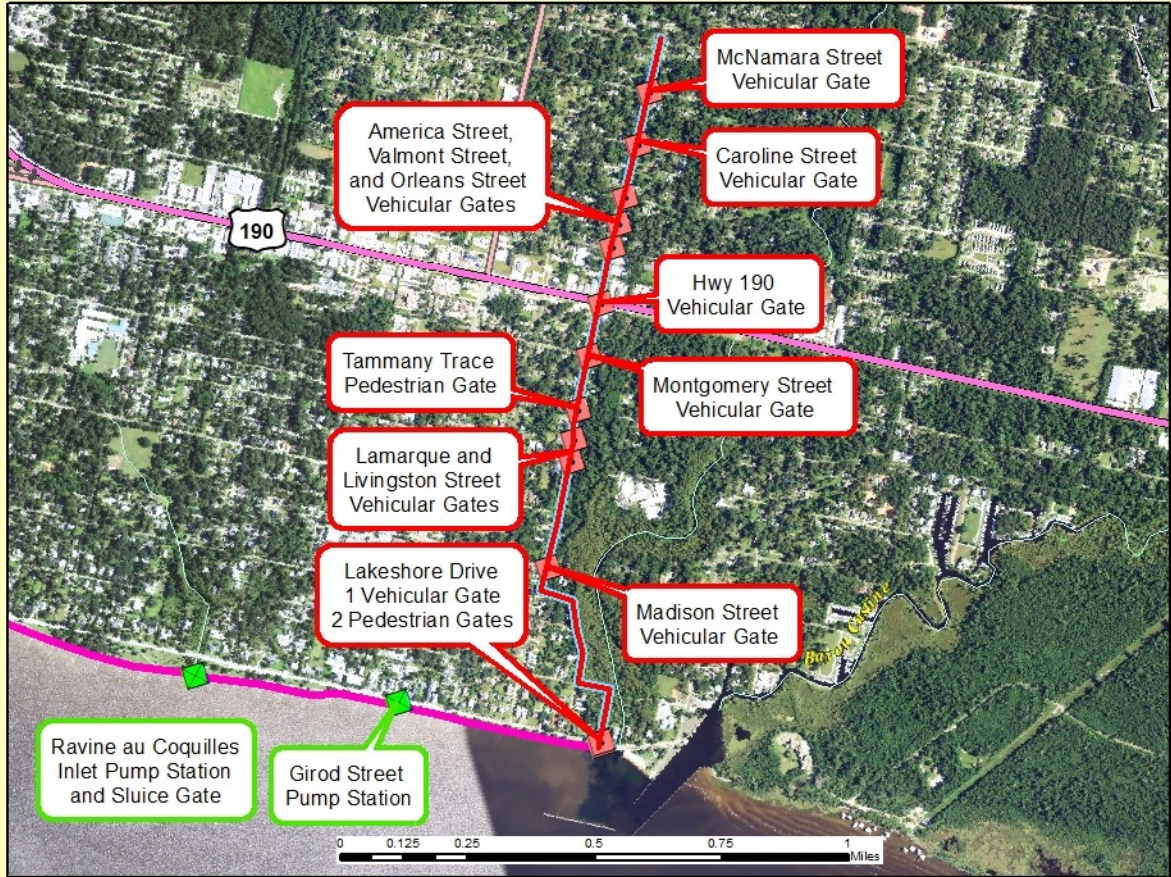 McNamara Street
Vehicular Gate
America Street,
Valmont Street,
and Orleans Street
Vehicular Gates
Caroline Street
Vehicular Gate
190
Hwy 190
Vehicular Gate
Tammany Trace
Pedestrian Gate
Montgomery Street
Vehicular Gate
Lamarque and
Livingston Street
Vehicular Gates
Lakeshore Drive
1 Vehicular Gate
2 Pedestrian Gates
Madison Street
Vehicular Gate
Bayou Castine
Ravine au Coquilles
Inlet Pump Station
and Sluice Gate
Girod Street
Pump Station
0 0.125 0.25 0.5 0.75 1
Miles